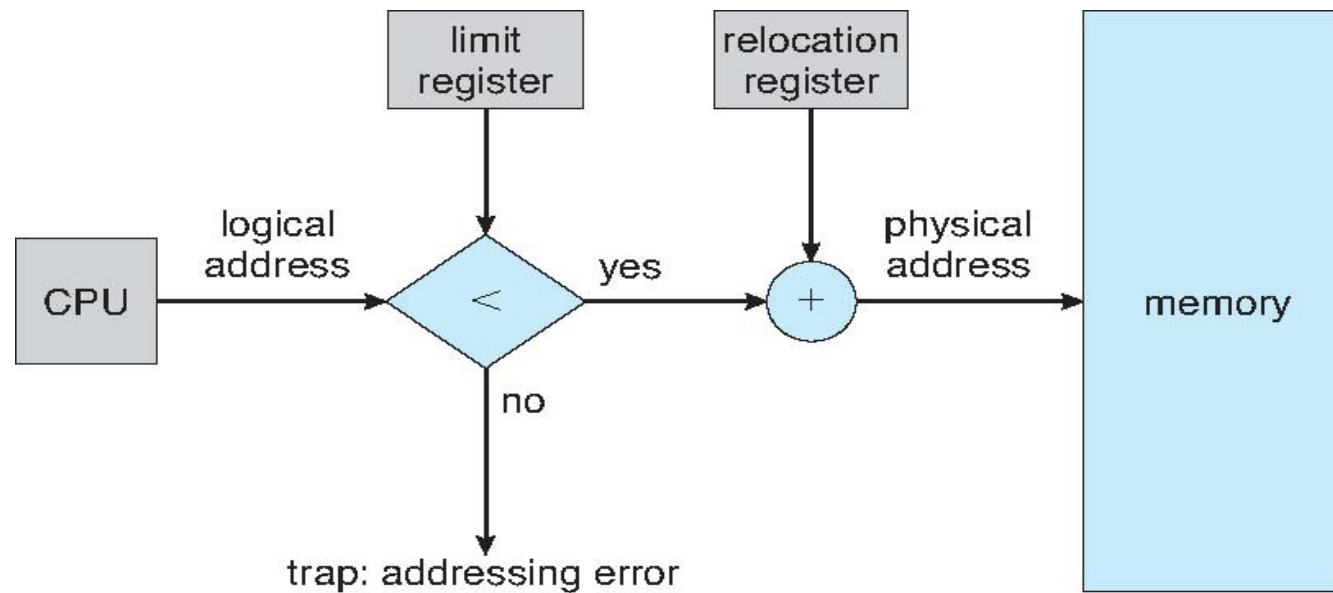 limit
register
relocation
register
logical
address
yes
physical
address
CPU
<
+
memory
no
trap: addressing error